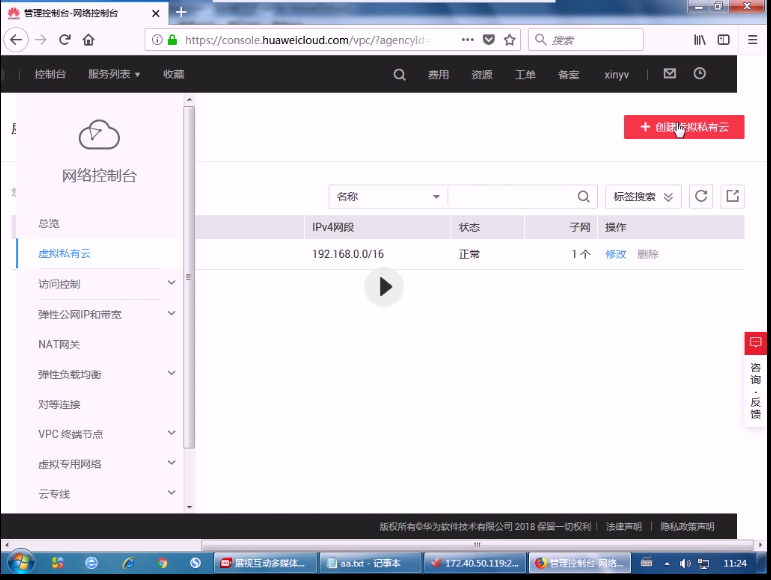 管理控制台-网络控制台
https://console.huaweicloud.com/vpc/?agencyId=
搜索
控制台 服务列表 收藏 费用 资源 工单 备案 xinyv
网络控制台
创建虚拟私有云
名称 标签搜索
IPv4网段 状态 子网 操作
192.168.0.0/16 正常 1 个 修改 删除
总览
虚拟私有云
访问控制
弹性公网IP和带宽
NAT网关
弹性负载均衡
对等连接
VPC 终端节点
虚拟专用网络
云专线
咨询·反馈
版权所有©华为软件技术有限公司 2018 保留一切权利 | 法律声明 | 隐私政策声明
展视互动多媒体... aa.txt - 记事本 172.40.50.119:2... 管理控制台-网络... 11:24